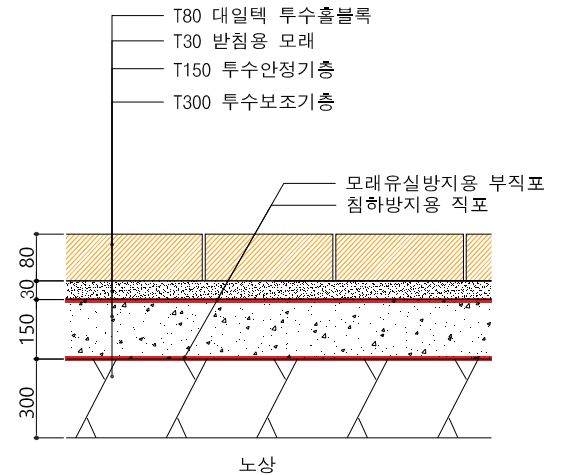 T80 대일텍 투수홀블록
T30 받침용 모래
T150 투수안정기층
T300 투수보조기층
모래유실방지용 부직포
침하방지용 직포
80
30
150
300
노상